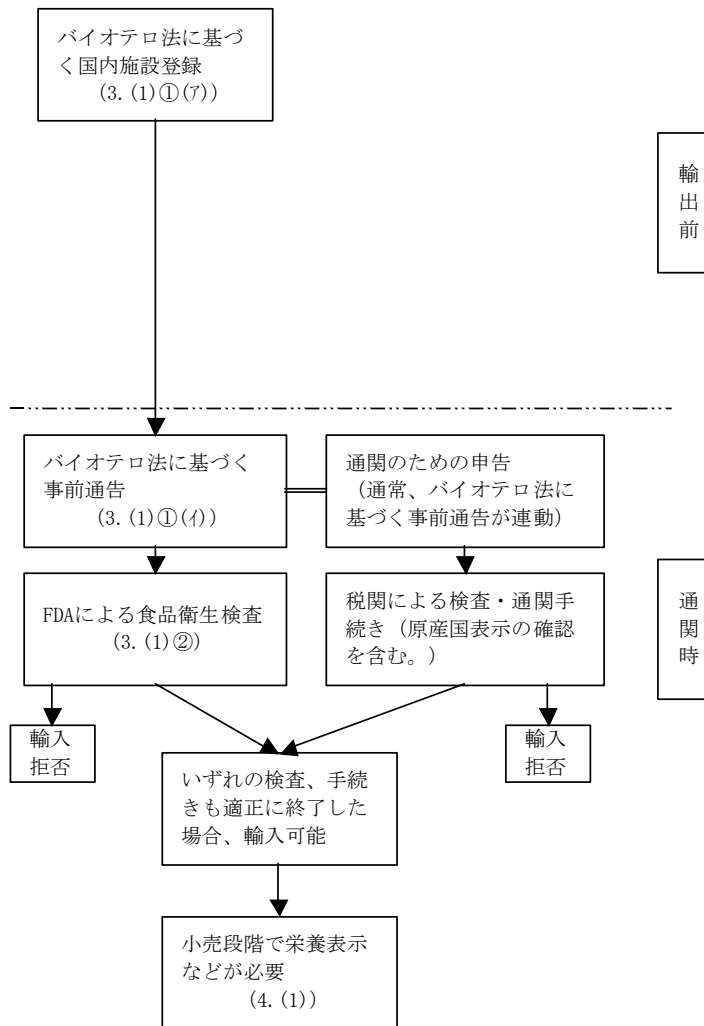 バイオテロ法に基づ
く国内施設登録
(3.(1)①(ｱ))
輸
出
前
バイオテロ法に基づく
事前通告
(3.(1)①(ｲ))
通関のための申告
（通常、バイオテロ法に
基づく事前通告が連動）
FDAによる食品衛生検査
(3.(1)②)
税関による検査・通関手
続き（原産国表示の確認
を含む。）
通
関
時
輸入
拒否
輸入
拒否
いずれの検査、手続
きも適正に終了した
場合、輸入可能
小売段階で栄養表示
などが必要
(4.(1))